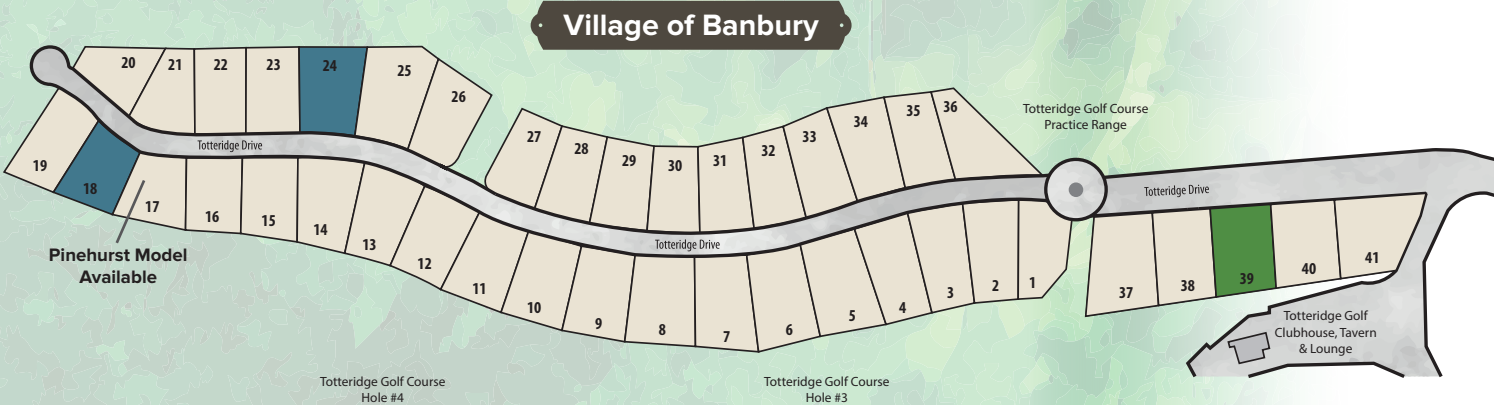 Village of Banbury
20
21
22
23
24
25
26
27
28
29
30
31
32
33
34
35
36
Totteridge Golf Course
Practice Range
Totteridge Drive
Totteridge Drive
Totteridge Drive
19
18
17
16
15
14
13
12
11
10
9
8
7
6
5
4
3
2
1
37
38
39
40
41
Pinehurst Model
Available
Totteridge Golf
Clubhouse, Tavern
& Lounge
Totteridge Golf Course
Hole #4
Totteridge Golf Course
Hole #3